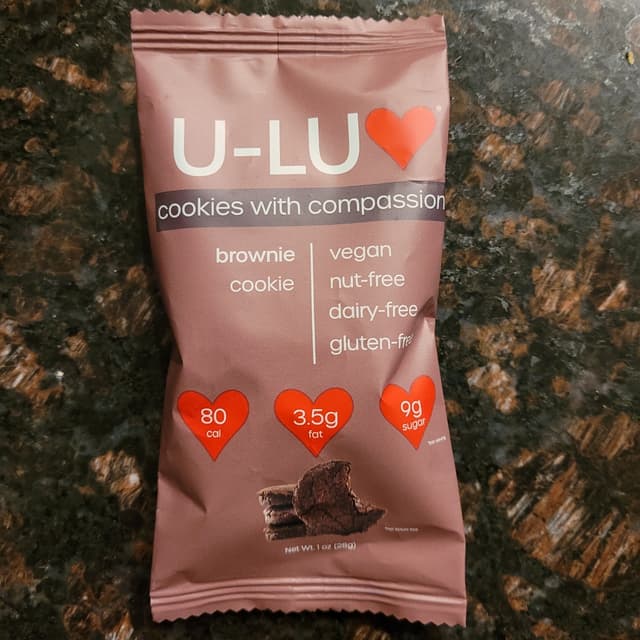 U-LU
cookies with compassion
brownie
cookie
vegan
nut-free
dairy-free
gluten-fr
80
cal
3.5g
fat
9g
sugar
Net Wt. 1 oz (28g)